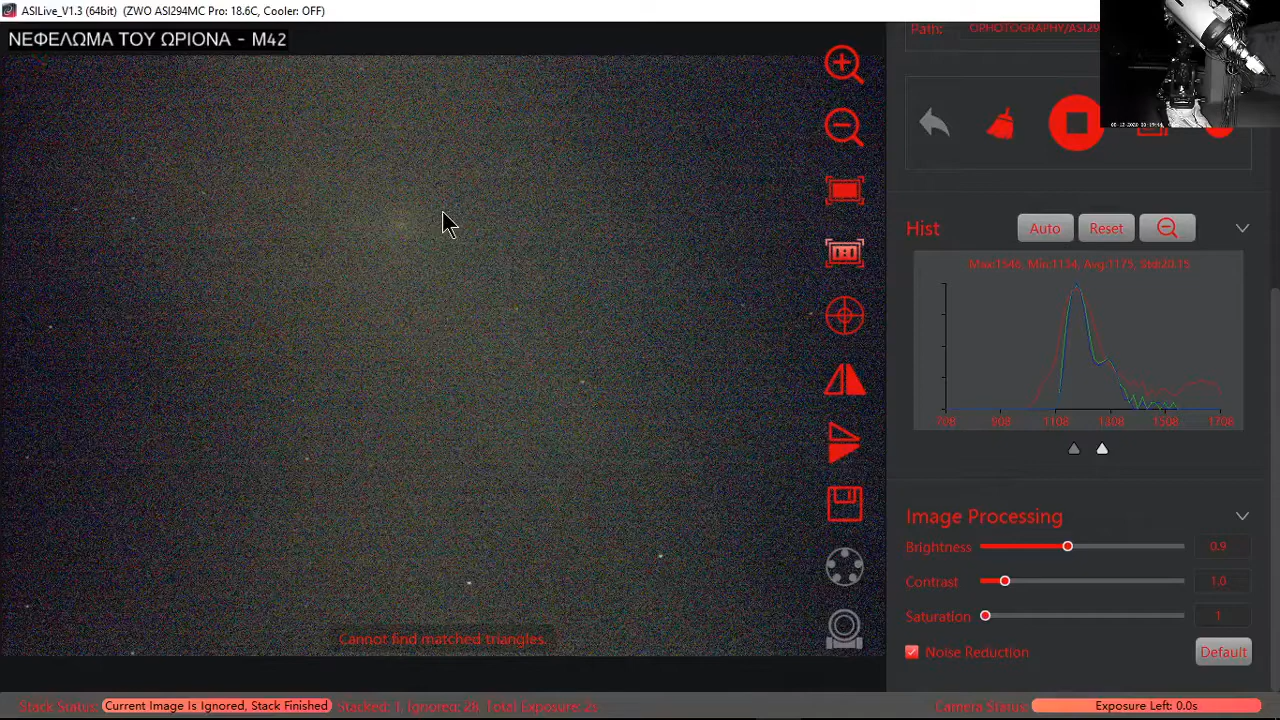 ASILive_V1.3 (64bit) (ZWO ASI294MC Pro: 18.6C, Cooler: OFF)
ΝΕΦΕΛΩΜΑ ΤΟΥ ΩΡΙΟΝΑ - M42
Path: OPHOTOGRAPHY/ASI29
Hist Auto Reset
Max:1546, Min:1134, Avg:1175, Std:20.15
708 908 1108 1308 1508 1708
Image Processing
Brightness 0.9
Contrast 1.0
Saturation 1
Noise Reduction Default
Cannot find matched triangles.
Stack Status: Current Image Is Ignored, Stack Finished Stacked: 1, Ignored: 28, Total Exposure: 2s Camera Status: Exposure Left: 0.0s